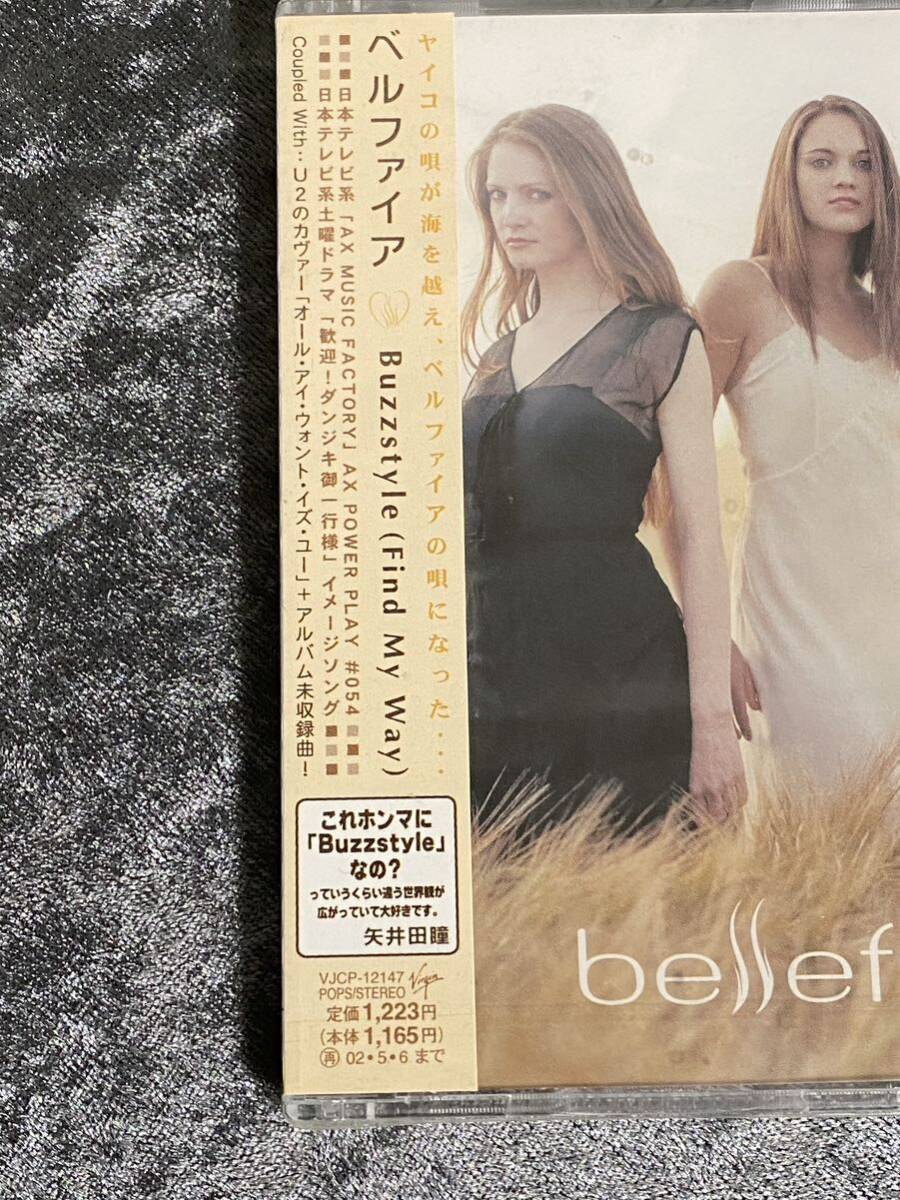 ヤイコの唄が海を越え、ベルファイアの唄になった...
ベルファイア Buzzstyle (Find My Way)
日本テレビ系「AX MUSIC FACTORY」AX POWER PLAY #054
日本テレビ系土曜ドラマ「歓迎！ダンジキ御一行様」イメージソング
Coupled With：U2のカヴァー「オール・アイ・ウォント・イズ・ユー」+アルバム未収録曲！
これホンマに
「Buzzstyle」
なの?
っていうくらい違う世界観が
広がっていて大好きです。
矢井田瞳
VJCP-12147 Virgin
POPS/STEREO
定価1,223円
(本体1,165円)
再 02・5・6まで
bellef